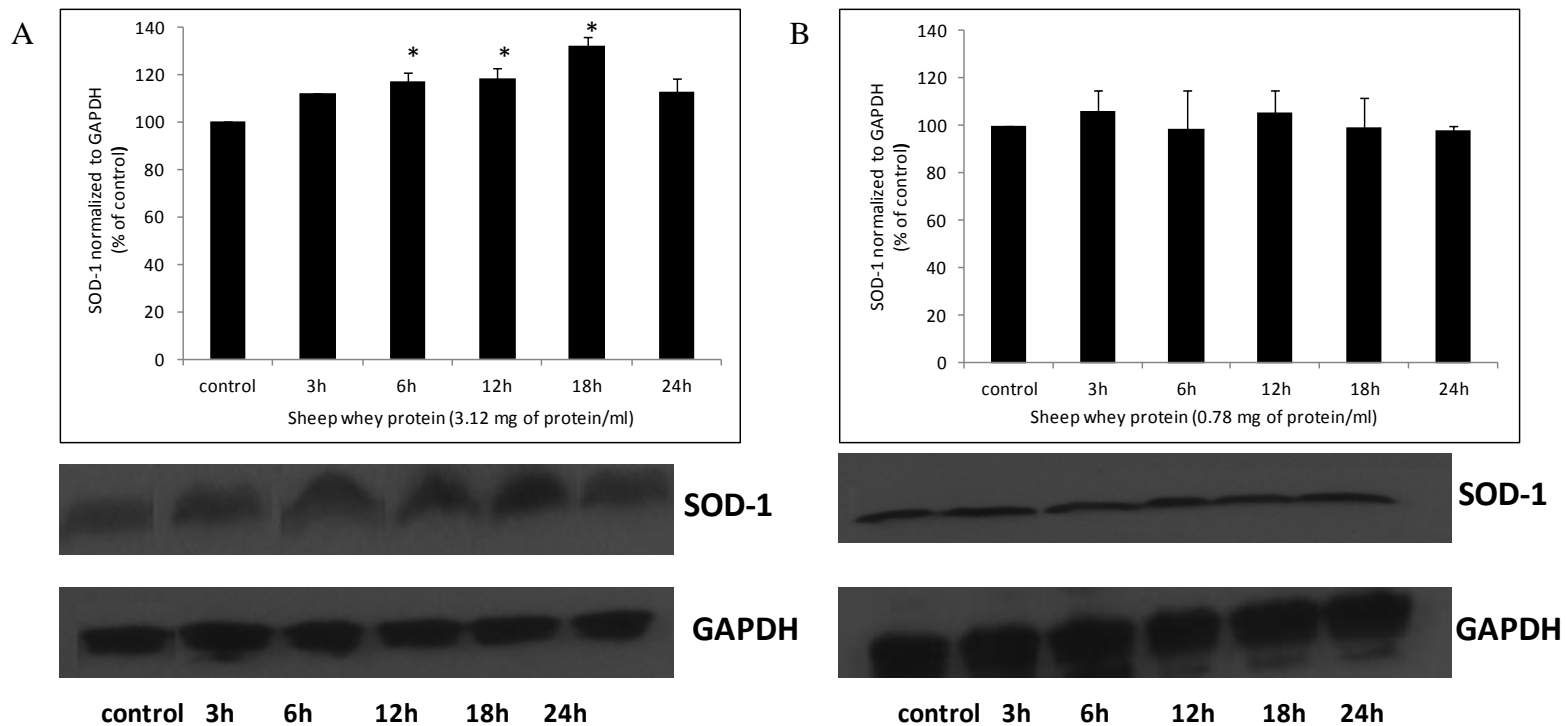 A
SOD-1 normalized to GAPDH
(% of control)
140
120
100
80
60
40
20
0
*
*
*
control 3h 6h 12h 18h 24h
Sheep whey protein (3.12 mg of protein/ml)
SOD-1
GAPDH
control 3h 6h 12h 18h 24h
B
SOD-1 normalized to GAPDH
(% of control)
140
120
100
80
60
40
20
0
control 3h 6h 12h 18h 24h
Sheep whey protein (0.78 mg of protein/ml)
SOD-1
GAPDH
control 3h 6h 12h 18h 24h